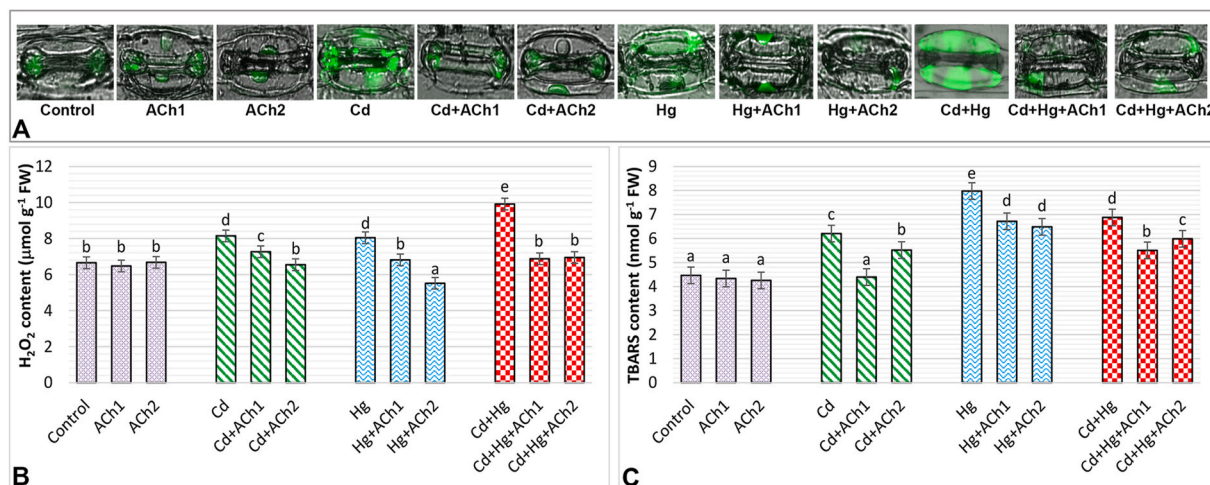 Control ACh1 ACh2 Cd Cd+ACh1 Cd+ACh2 Hg Hg+ACh1 Hg+ACh2 Cd+Hg Cd+Hg+ACh1 Cd+Hg+ACh2
A
H₂O₂ content (µmol g⁻¹ FW)
12
10
8
6
4
2
0
b b b d c b d b a e b b
Control ACh1 ACh2 Cd Cd+ACh1 Cd+ACh2 Hg Hg+ACh1 Hg+ACh2 Cd+Hg Cd+Hg+ACh1 Cd+Hg+ACh2
B
TBARS content (nmol g⁻¹ FW)
9
8
7
6
5
4
3
2
1
0
a a a c a b e d d d b c
Control ACh1 ACh2 Cd Cd+ACh1 Cd+ACh2 Hg Hg+ACh1 Hg+ACh2 Cd+Hg Cd+Hg+ACh1 Cd+Hg+ACh2
C